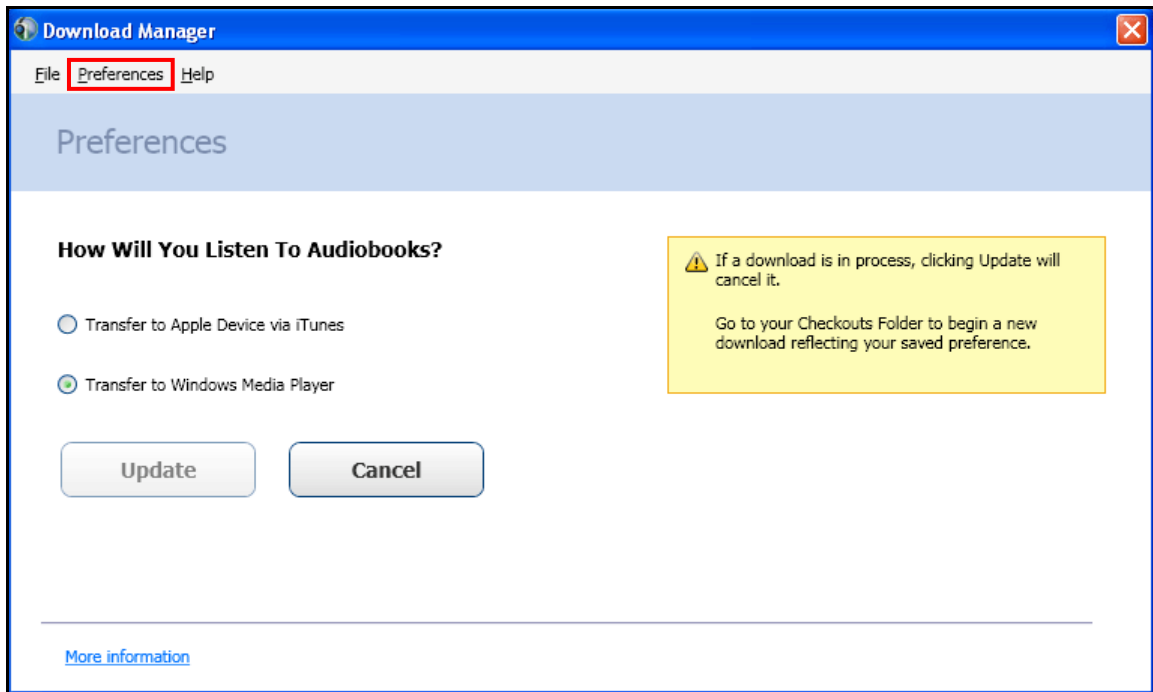 Download Manager
File Preferences Help
Preferences
How Will You Listen To Audiobooks?
Transfer to Apple Device via iTunes
Transfer to Windows Media Player
Update Cancel
If a download is in process, clicking Update will
cancel it.
Go to your Checkouts Folder to begin a new
download reflecting your saved preference.
More information